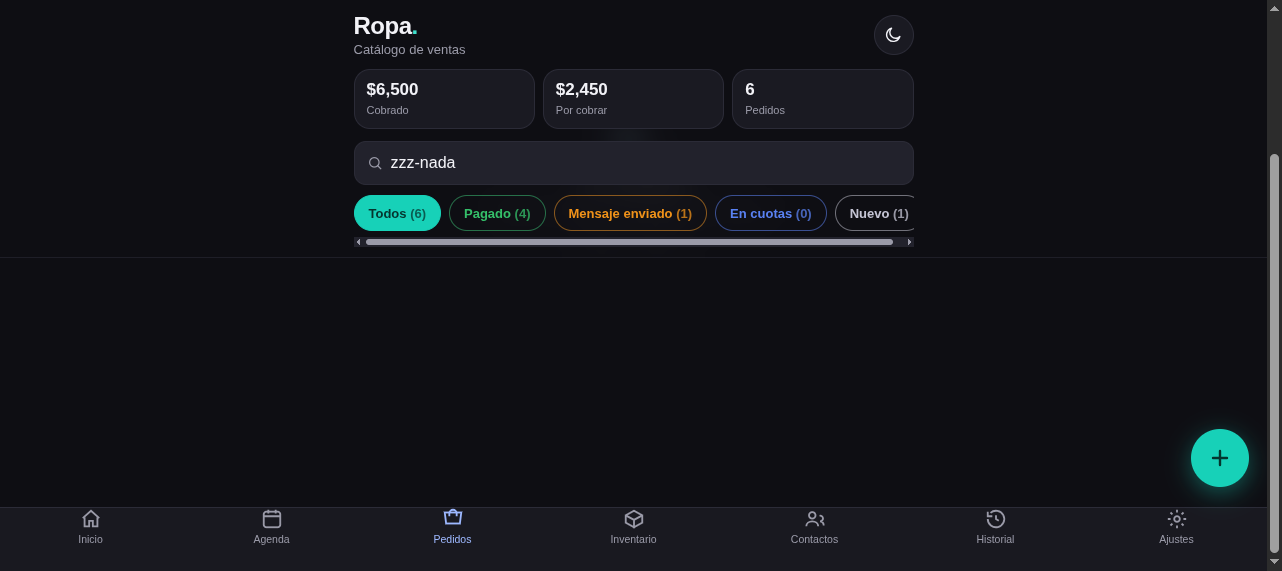 Ropa.
Catálogo de ventas
$6,500
Cobrado
$2,450
Por cobrar
6
Pedidos
zzz-nada
Todos (6)
Pagado (4)
Mensaje enviado (1)
En cuotas (0)
Nuevo (1)
Inicio
Agenda
Pedidos
Inventario
Contactos
Historial
Ajustes